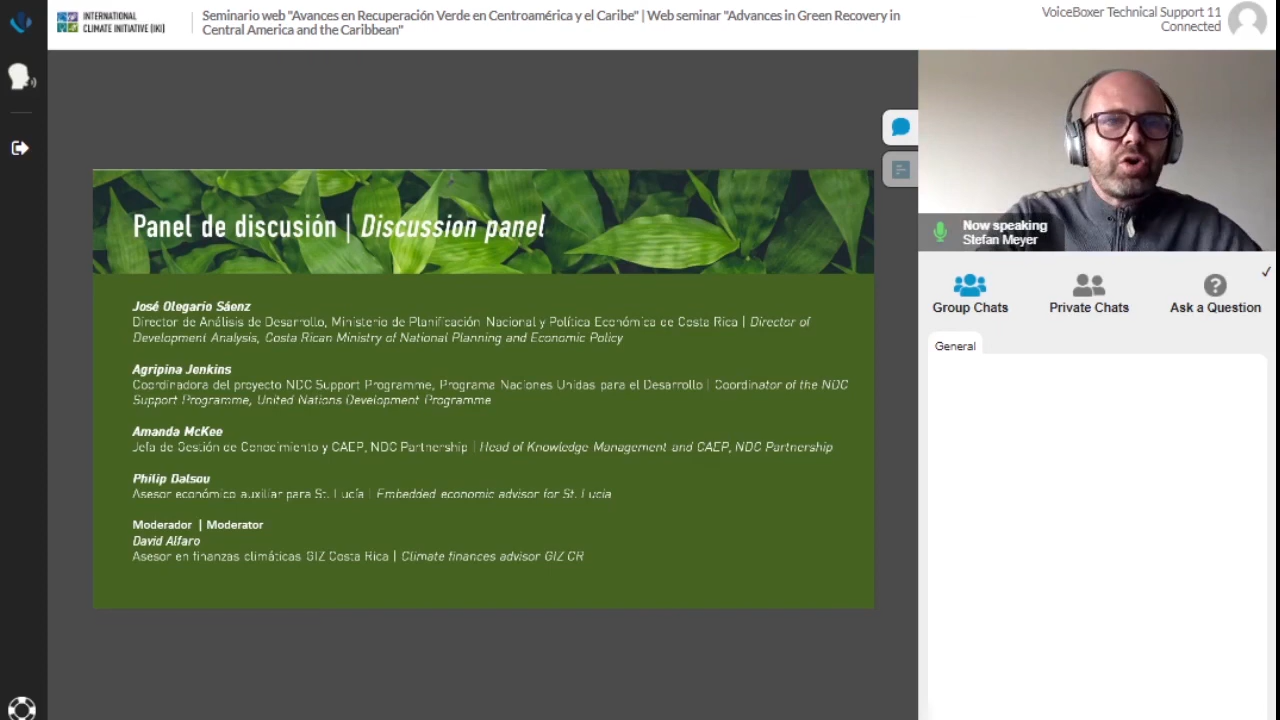 INTERNATIONAL
CLIMATE INITIATIVE (IKI)
Seminario web "Avances en Recuperación Verde en Centroamérica y el Caribe" | Web seminar "Advances in Green Recovery in
Central America and the Caribbean"
VoiceBoxer Technical Support 11
Connected
Panel de discusión | Discussion panel
José Olegario Sáenz
Director de Análisis de Desarrollo, Ministerio de Planificación Nacional y Política Económica de Costa Rica | Director of
Development Analysis, Costa Rican Ministry of National Planning and Economic Policy
Agripina Jenkins
Coordinadora del proyecto NDC Support Programme, Programa Naciones Unidas para el Desarrollo | Coordinator of the NDC
Support Programme, United Nations Development Programme
Amanda McKee
Jefa de Gestión de Conocimiento y CAEP, NDC Partnership | Head of Knowledge Management and CAEP, NDC Partnership
Philip Dalsou
Asesor económico auxiliar para St. Lucía | Embedded economic advisor for St. Lucia
Moderador | Moderator
David Alfaro
Asesor en finanzas climáticas GIZ Costa Rica | Climate finances advisor GIZ CR
Now speaking
Stefan Meyer
Group Chats
Private Chats
Ask a Question
General